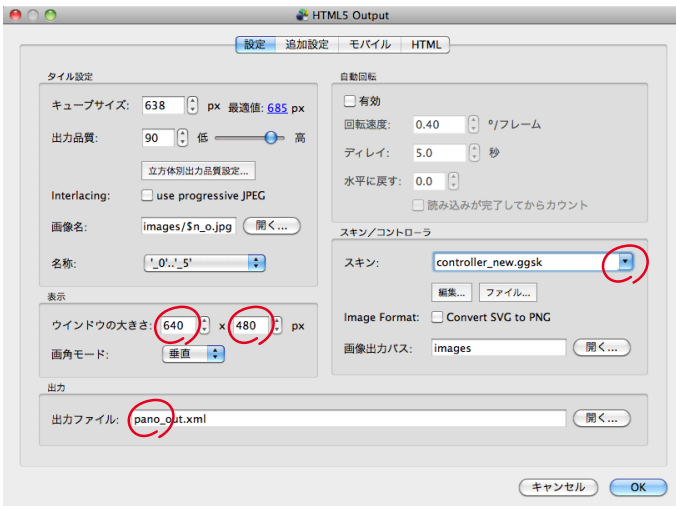 HTML5 Output
設定 追加設定 モバイル HTML
タイル設定
キューブサイズ: 638 px 最適値: 685 px
出力品質: 90 低 高
立方体別出力品質設定...
Interlacing: use progressive JPEG
画像名: images/$n_o.jpg 開く...
名称: '_0'..'_5'
表示
ウインドウの大きさ: 640 x 480 px
画角モード: 垂直
自動回転
有効
回転速度: 0.40 º/フレーム
ディレイ: 5.0 秒
水平に戻す: 0.0
読み込みが完了してからカウント
スキン／コントローラ
スキン: controller_new.ggsk
編集... ファイル...
Image Format: Convert SVG to PNG
画像出力パス: images 開く...
出力
出力ファイル: pano_out.xml 開く...
キャンセル OK